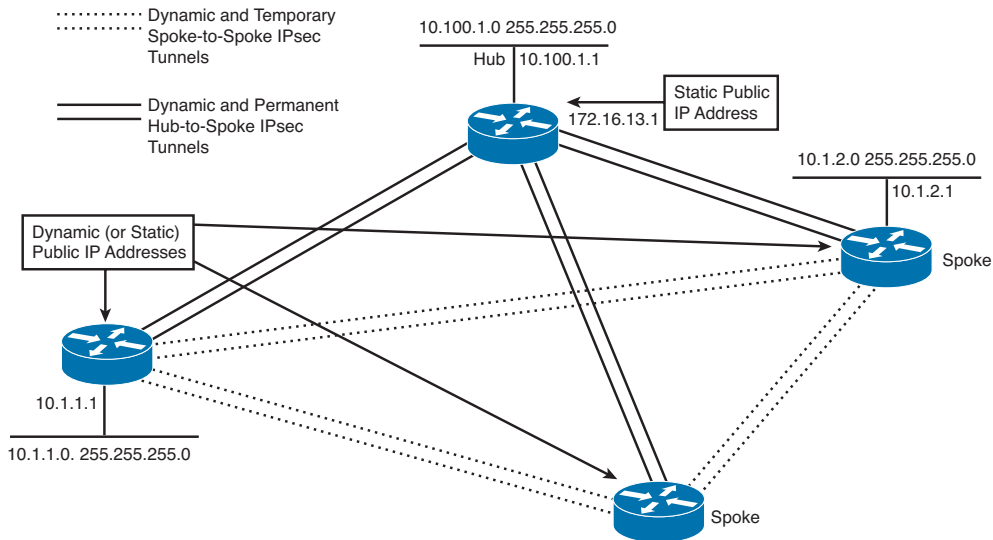 Dynamic and Temporary
Spoke-to-Spoke IPsec
Tunnels
Dynamic and Permanent
Hub-to-Spoke IPsec
Tunnels
10.100.1.0 255.255.255.0
Hub
10.100.1.1
Static Public
IP Address
172.16.13.1
10.1.2.0 255.255.255.0
10.1.2.1
Spoke
Dynamic (or Static)
Public IP Addresses
10.1.1.1
10.1.1.0. 255.255.255.0
Spoke